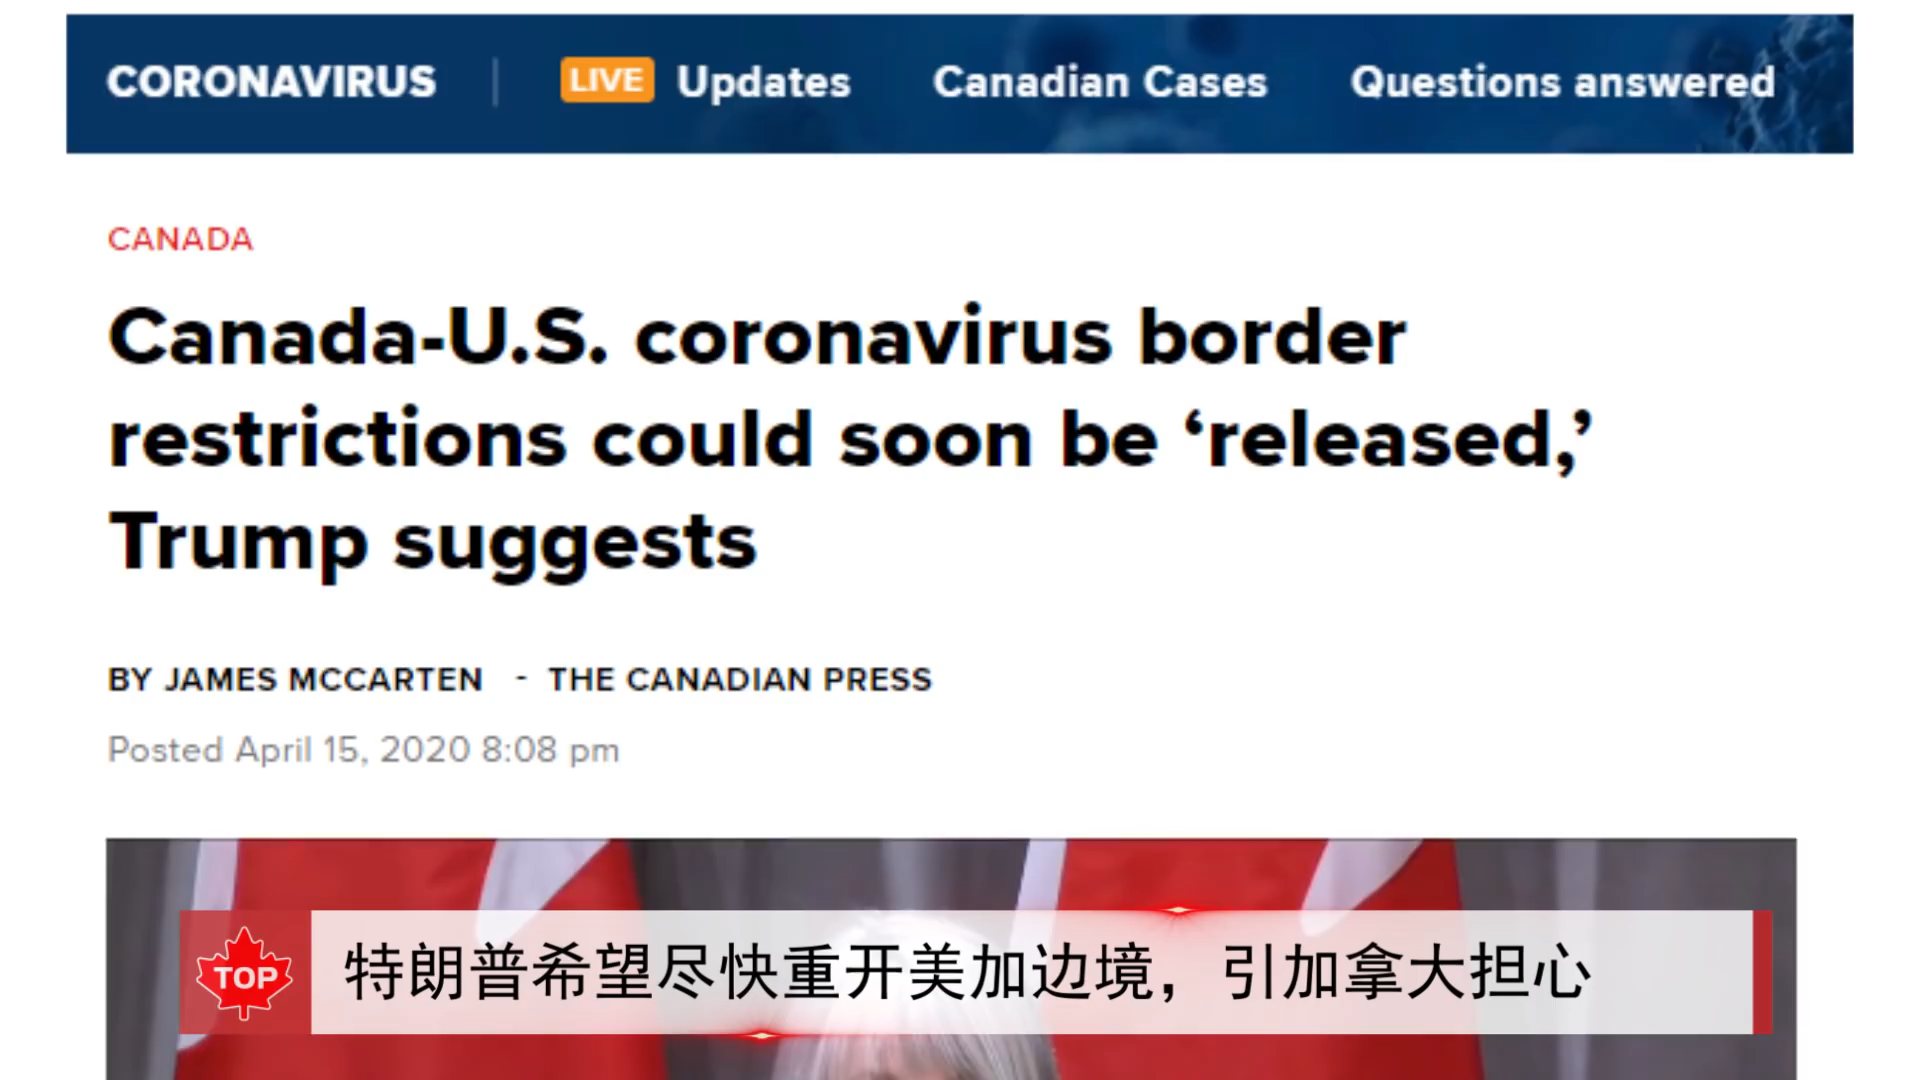 CORONAVIRUS | LIVE Updates Canadian Cases Questions answered
CANADA
Canada-U.S. coronavirus border
restrictions could soon be ‘released,’
Trump suggests
BY JAMES MCCARTEN - THE CANADIAN PRESS
Posted April 15, 2020 8:08 pm
TOP 特朗普希望尽快重开美加边境，引加拿大担心